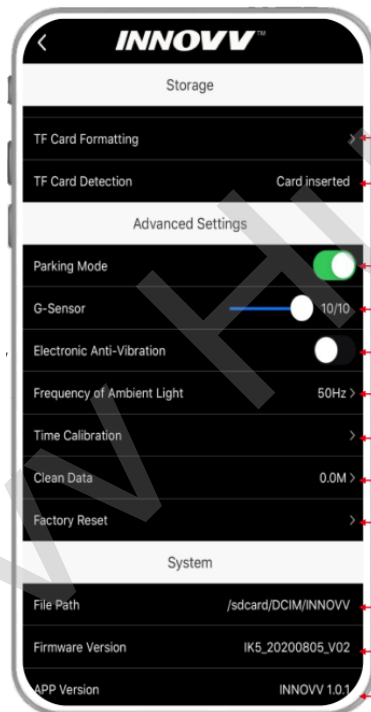 INNOVV™
Storage
TF Card Formatting >
TF Card Detection Card inserted
Advanced Settings
Parking Mode
G-Sensor 10/10
Electronic Anti-Vibration
Frequency of Ambient Light 50Hz >
Time Calibration >
Clean Data 0.0M >
Factory Reset >
System
File Path /sdcard/DCIM/INNOVV
Firmware Version IK5_20200805_V02
APP Version INNOVV 1.0.1